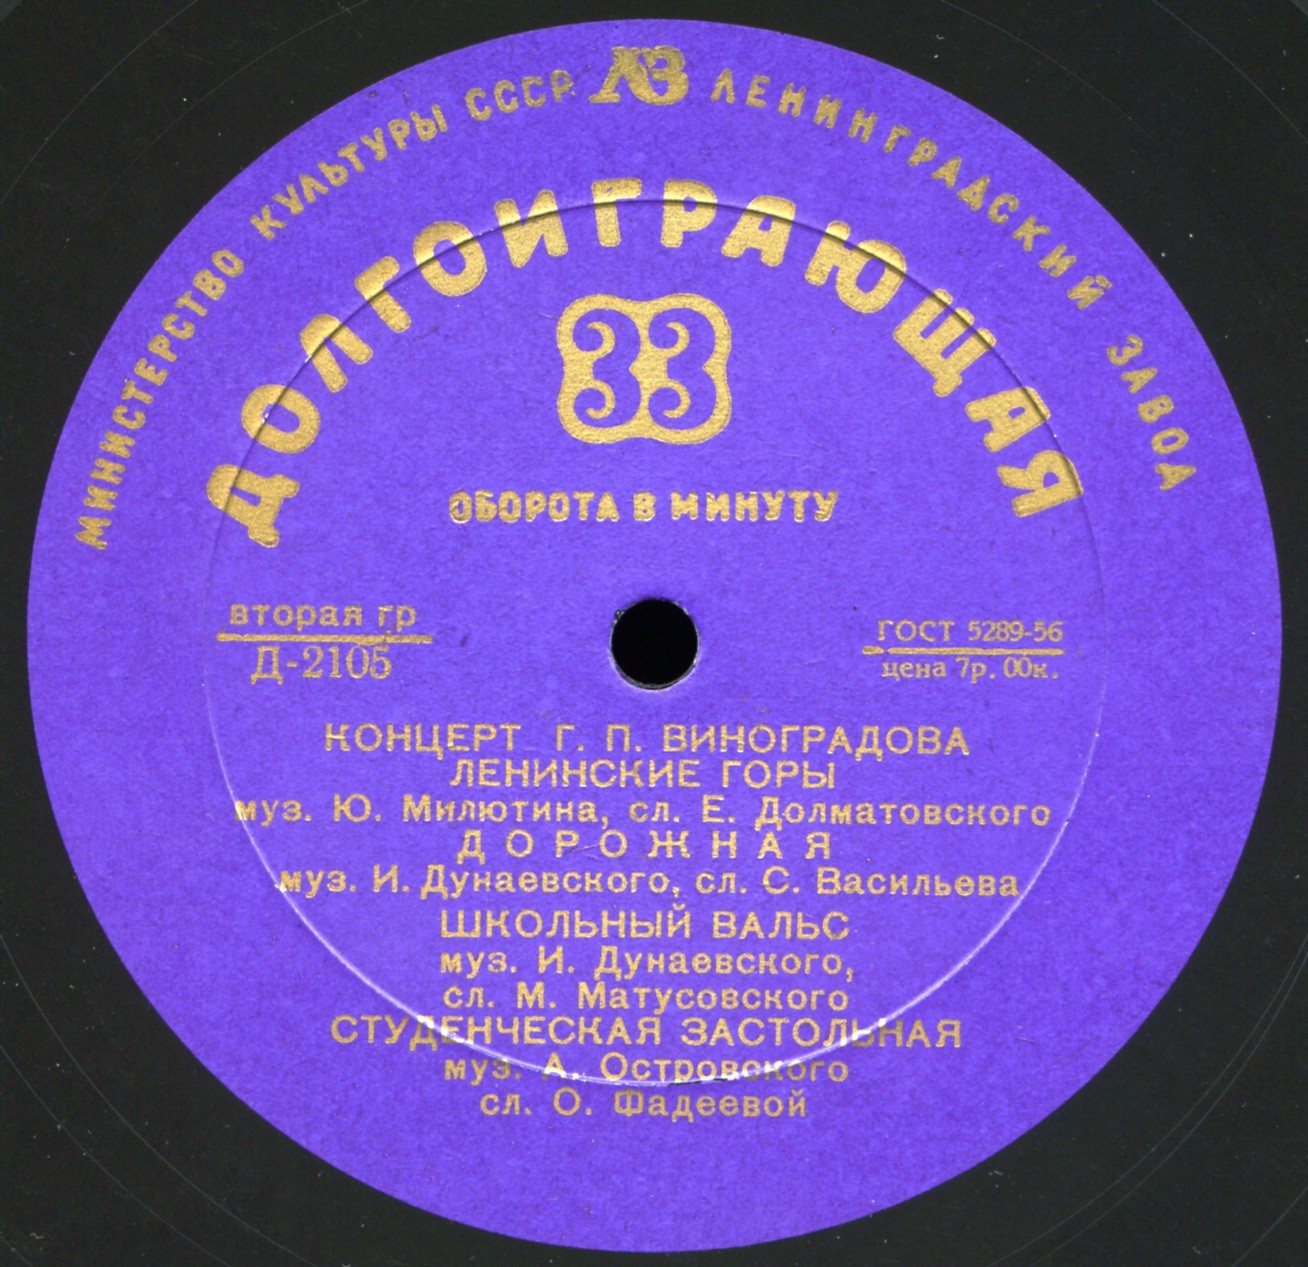 МИНИСТЕРСТВО КУЛЬТУРЫ СССР ЛЗ ЛЕНИНГРАДСКИЙ ЗАВОД
ДОЛГОИГРАЮЩАЯ
33
ОБОРОТА В МИНУТУ
вторая гр
Д-2105
ГОСТ 5289-56
цена 7р. 00к.
КОНЦЕРТ Г. П. ВИНОГРАДОВА
ЛЕНИНСКИЕ ГОРЫ
муз. Ю. Милютина, сл. Е. Долматовского
ДОРОЖНАЯ
муз. И. Дунаевского, сл. С. Васильева
ШКОЛЬНЫЙ ВАЛЬС
муз. И. Дунаевского,
сл. М. Матусовского
СТУДЕНЧЕСКАЯ ЗАСТОЛЬНАЯ
муз. А. Островского
сл. О. Фадеевой